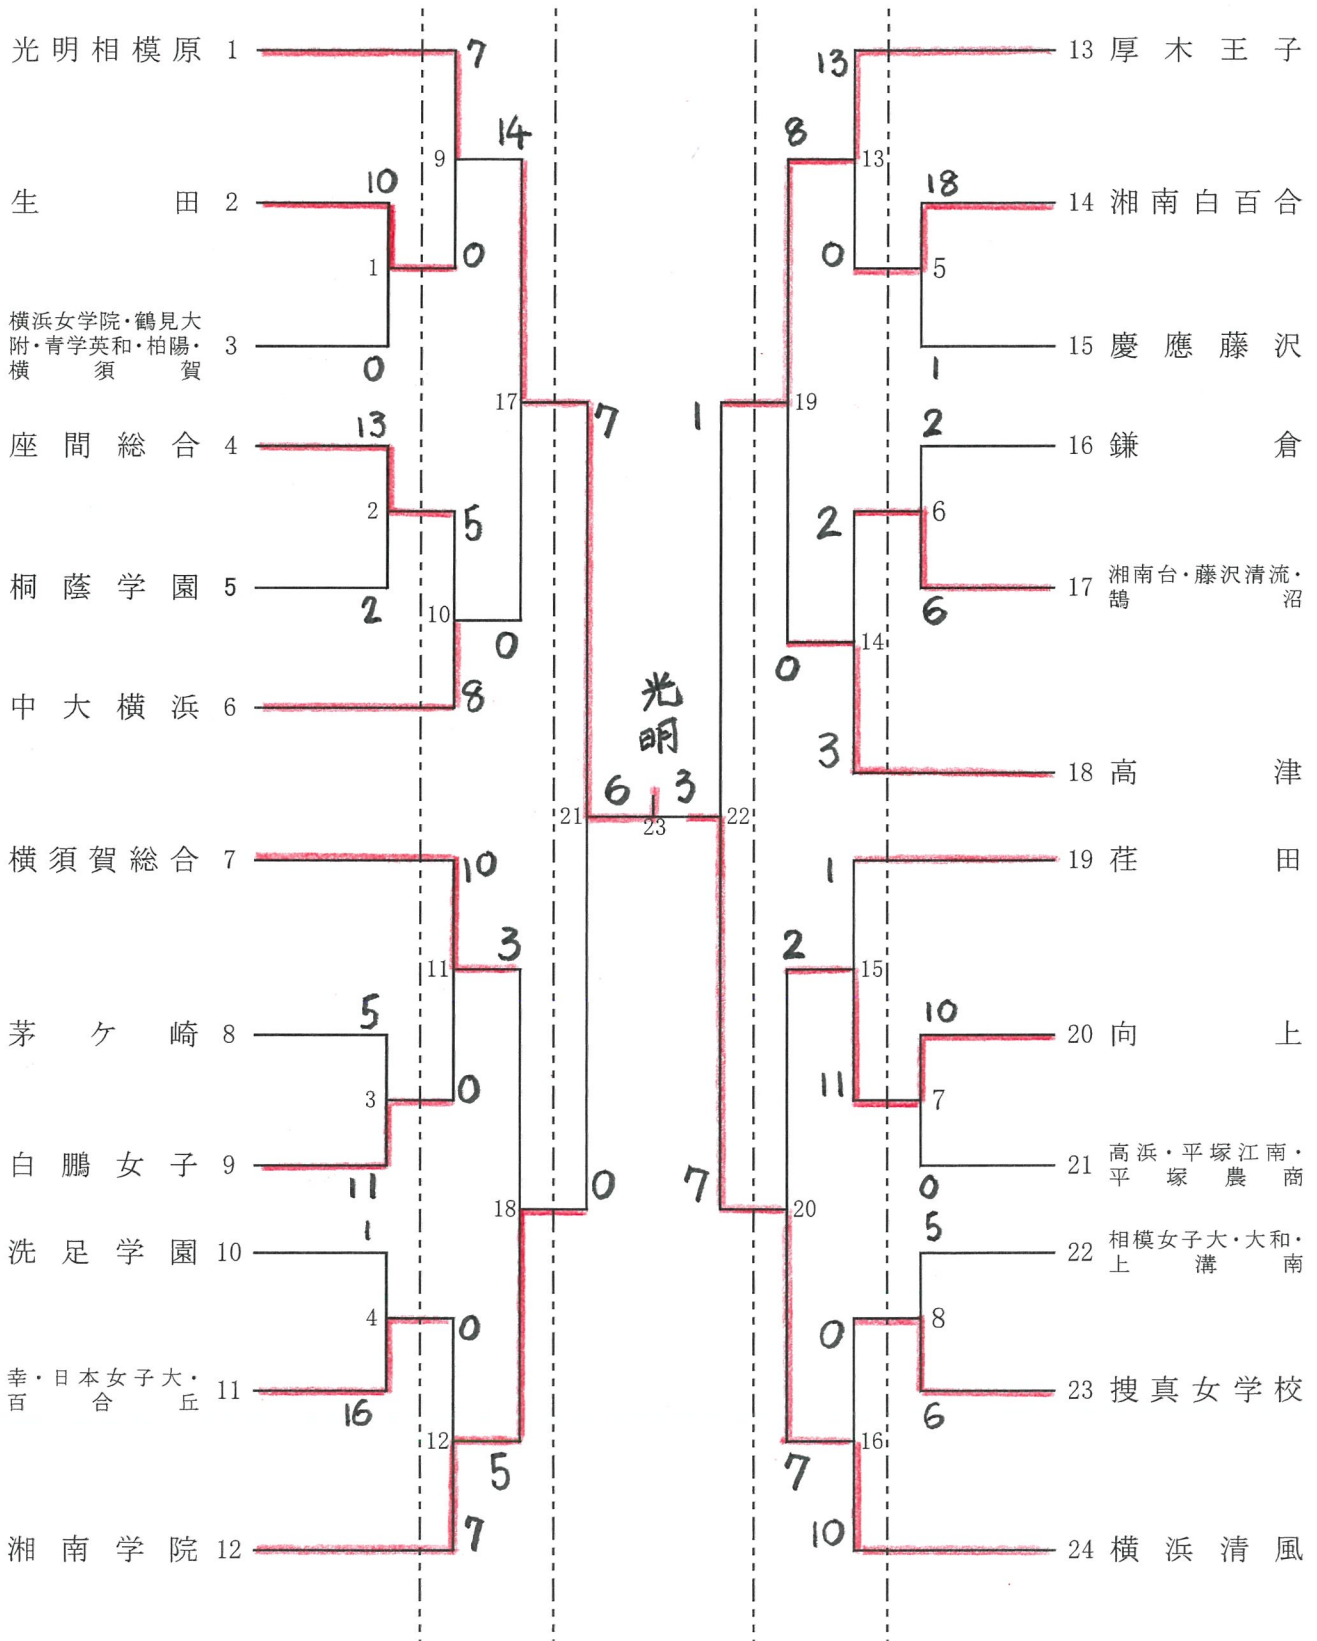 光明相模原 1
7
14
9
生田 2
10
1
0
横浜女学院・鶴見大
附・青学英和・柏陽・
横須賀
3
0
17
7
座間総合 4
13
2
5
桐蔭学園 5
2
10
0
中大横浜 6
8
光明
6
3
21
23
22
横須賀総合 7
10
3
11
茅ケ崎 8
5
3
0
白鵬女子 9
11
18
0
洗足学園 10
1
4
0
幸・日本女子大・
百合丘
11
16
12
5
湘南学院 12
7
13
13 厚木王子
8
13
18
14 湘南白百合
0
5
15 慶應藤沢
1
1
19
2
16 鎌倉
2
6
17
湘南台・藤沢清流・
鵠沼
6
14
0
3
18 高津
1
19 荏田
2
15
10
20 向上
11
7
21
高浜・平塚江南・
平塚農商
0
7
20
5
22
相模女子大・大和・
上溝南
0
8
23 捜真女学校
6
16
7
10
24 横浜清風